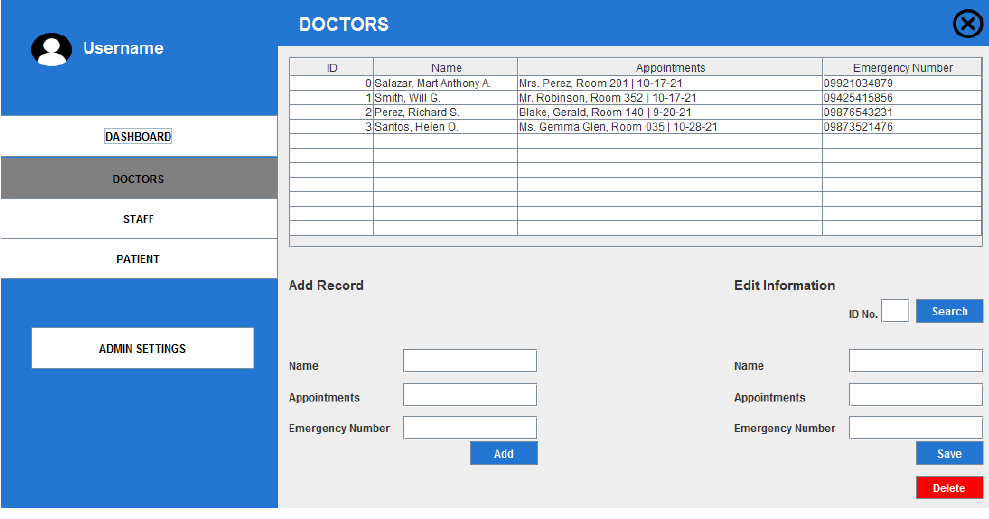 Username
DOCTORS
DASHBOARD
DOCTORS
STAFF
PATIENT
ADMIN SETTINGS
ID Name Appointments Emergency Number
0 Salazar, Mart Anthony A. Mrs. Perez, Room 201 | 10-17-21 09921034879
1 Smith, Will G. Mr. Robinson, Room 352 | 10-17-21 09425415856
2 Perez, Richard S. Blake, Gerald, Room 140 | 9-20-21 09876543231
3 Santos, Helen O. Ms. Gemma Glen, Room 035 | 10-28-21 09873521476
Add Record
Name
Appointments
Emergency Number
Add
Edit Information
ID No. Search
Name
Appointments
Emergency Number
Save
Delete